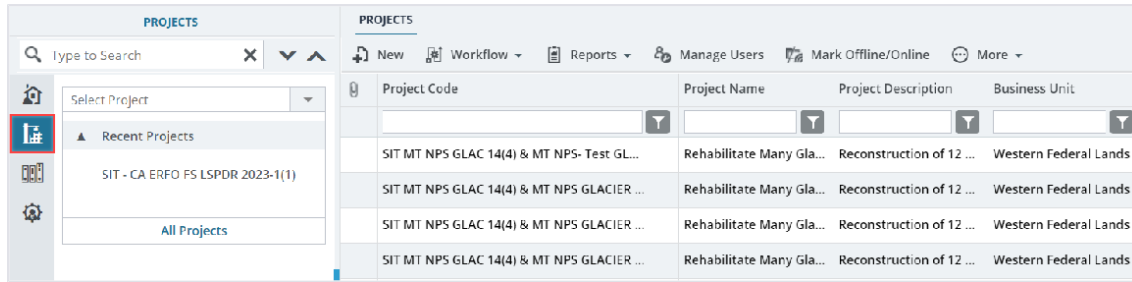 PROJECTS
Type to Search
Select Project
Recent Projects
SIT - CA ERFO FS LSPDR 2023-1(1)
All Projects
PROJECTS
New Workflow Reports Manage Users Mark Offline/Online More
Project Code Project Name Project Description Business Unit
SIT MT NPS GLAC 14(4) & MT NPS- Test GL... Rehabilitate Many Gla... Reconstruction of 12 ... Western Federal Lands
SIT MT NPS GLAC 14(4) & MT NPS GLACIER ... Rehabilitate Many Gla... Reconstruction of 12 ... Western Federal Lands
SIT MT NPS GLAC 14(4) & MT NPS GLACIER ... Rehabilitate Many Gla... Reconstruction of 12 ... Western Federal Lands
SIT MT NPS GLAC 14(4) & MT NPS GLACIER ... Rehabilitate Many Gla... Reconstruction of 12 ... Western Federal Lands